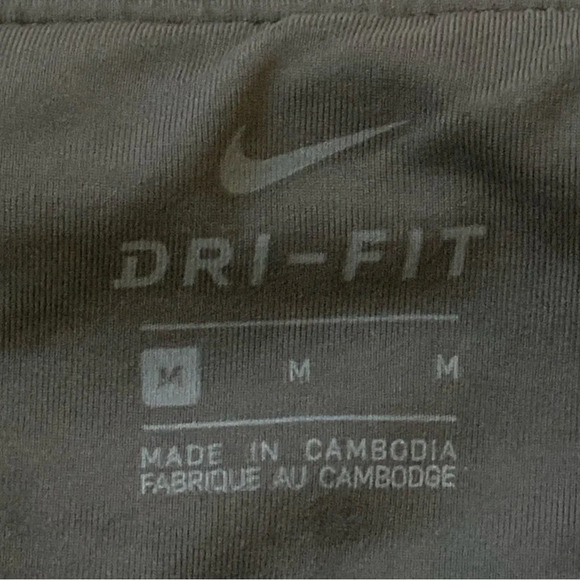 DRI-FIT
M M M
MADE IN CAMBODIA
FABRIQUE AU CAMBODGE